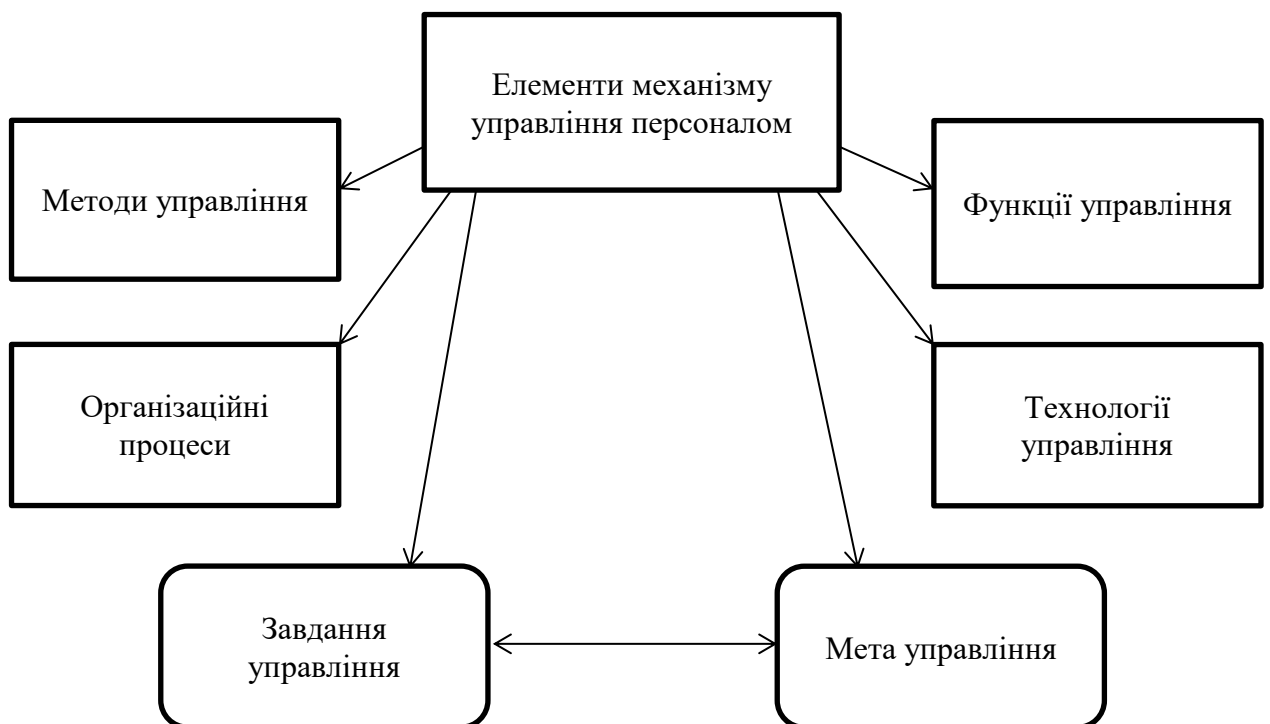 Елементи механізму
управління персоналом
Методи управління
Функції управління
Організаційні
процеси
Технології
управління
Завдання
управління
Мета управління